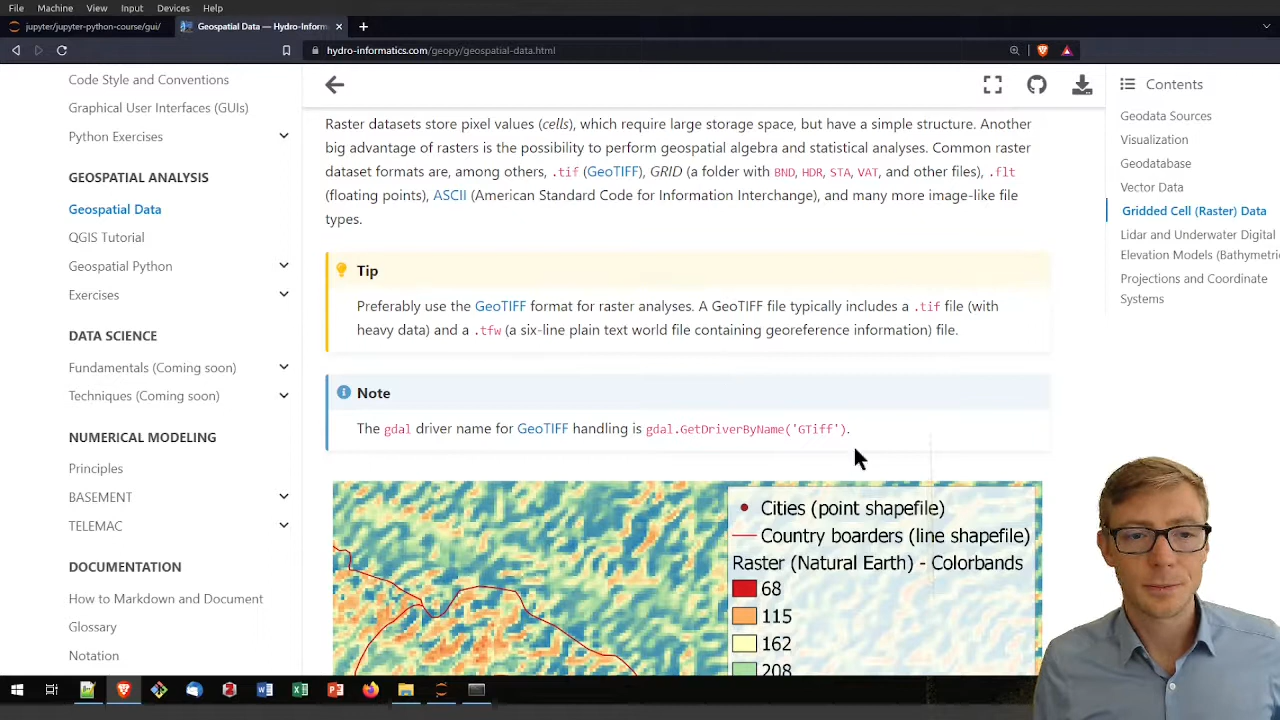 File Machine View Input Devices Help
jupyter/jupyter-python-course/gui/ Geospatial Data — Hydro-Inform
hydro-informatics.com/geopy/geospatial-data.html
Code Style and Conventions
Graphical User Interfaces (GUIs)
Python Exercises
GEOSPATIAL ANALYSIS
Geospatial Data
QGIS Tutorial
Geospatial Python
Exercises
DATA SCIENCE
Fundamentals (Coming soon)
Techniques (Coming soon)
NUMERICAL MODELING
Principles
BASEMENT
TELEMAC
DOCUMENTATION
How to Markdown and Document
Glossary
Notation
Raster datasets store pixel values (cells), which require large storage space, but have a simple structure. Another
big advantage of rasters is the possibility to perform geospatial algebra and statistical analyses. Common raster
dataset formats are, among others, .tif (GeoTIFF), GRID (a folder with BND, HDR, STA, VAT, and other files), .flt
(floating points), ASCII (American Standard Code for Information Interchange), and many more image-like file
types.
Tip
Preferably use the GeoTIFF format for raster analyses. A GeoTIFF file typically includes a .tif file (with
heavy data) and a .tfw (a six-line plain text world file containing georeference information) file.
Note
The gdal driver name for GeoTIFF handling is gdal.GetDriverByName('GTiff').
Cities (point shapefile)
Country boarders (line shapefile)
Raster (Natural Earth) - Colorbands
68
115
162
208
Contents
Geodata Sources
Visualization
Geodatabase
Vector Data
Gridded Cell (Raster) Data
Lidar and Underwater Digital
Elevation Models (Bathymetri
Projections and Coordinate
Systems